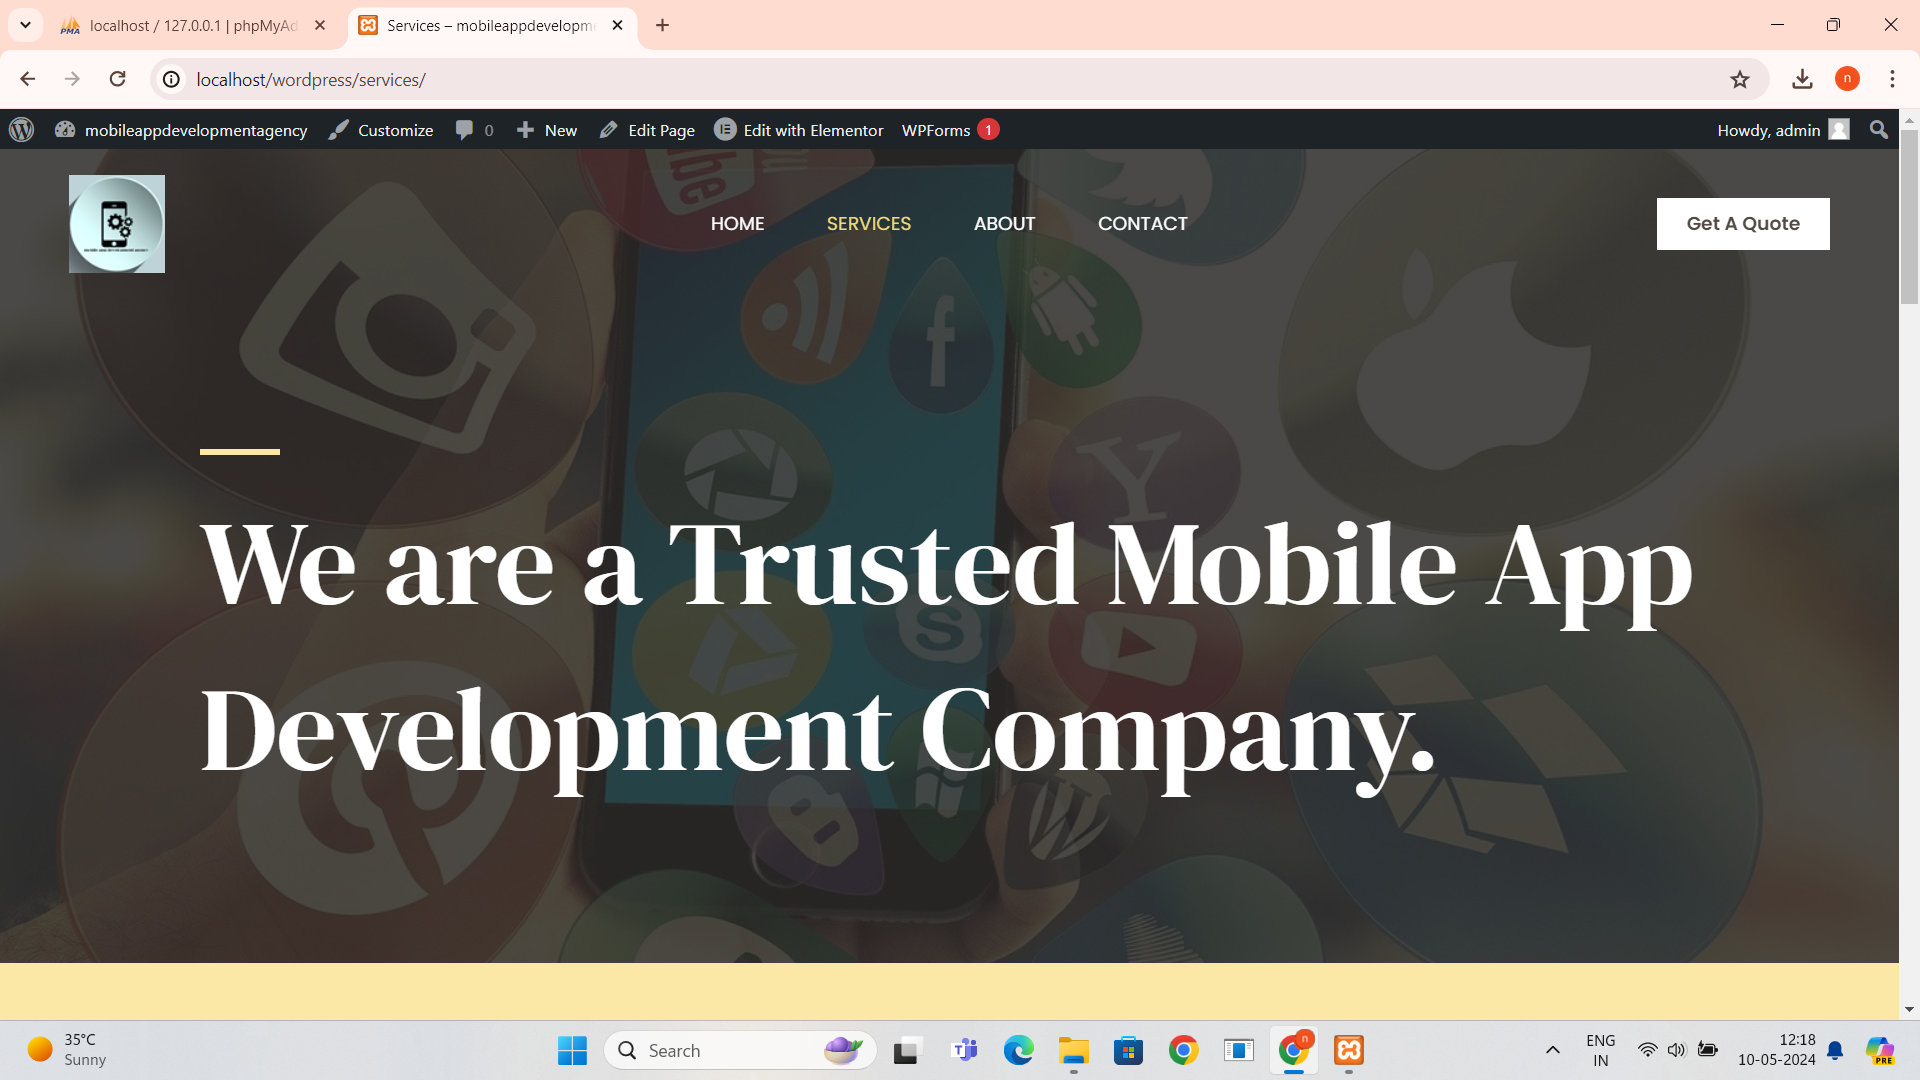 localhost / 127.0.0.1 | phpMyAd
Services – mobileappdevelopme
localhost/wordpress/services/
n
mobileappdevelopmentagency
Customize
0
New
Edit Page
Edit with Elementor
WPForms 1
Howdy, admin
HOME
SERVICES
ABOUT
CONTACT
Get A Quote
We are a Trusted Mobile App
Development Company.
35°C
Sunny
Search
ENG
IN
12:18
10-05-2024
PRE